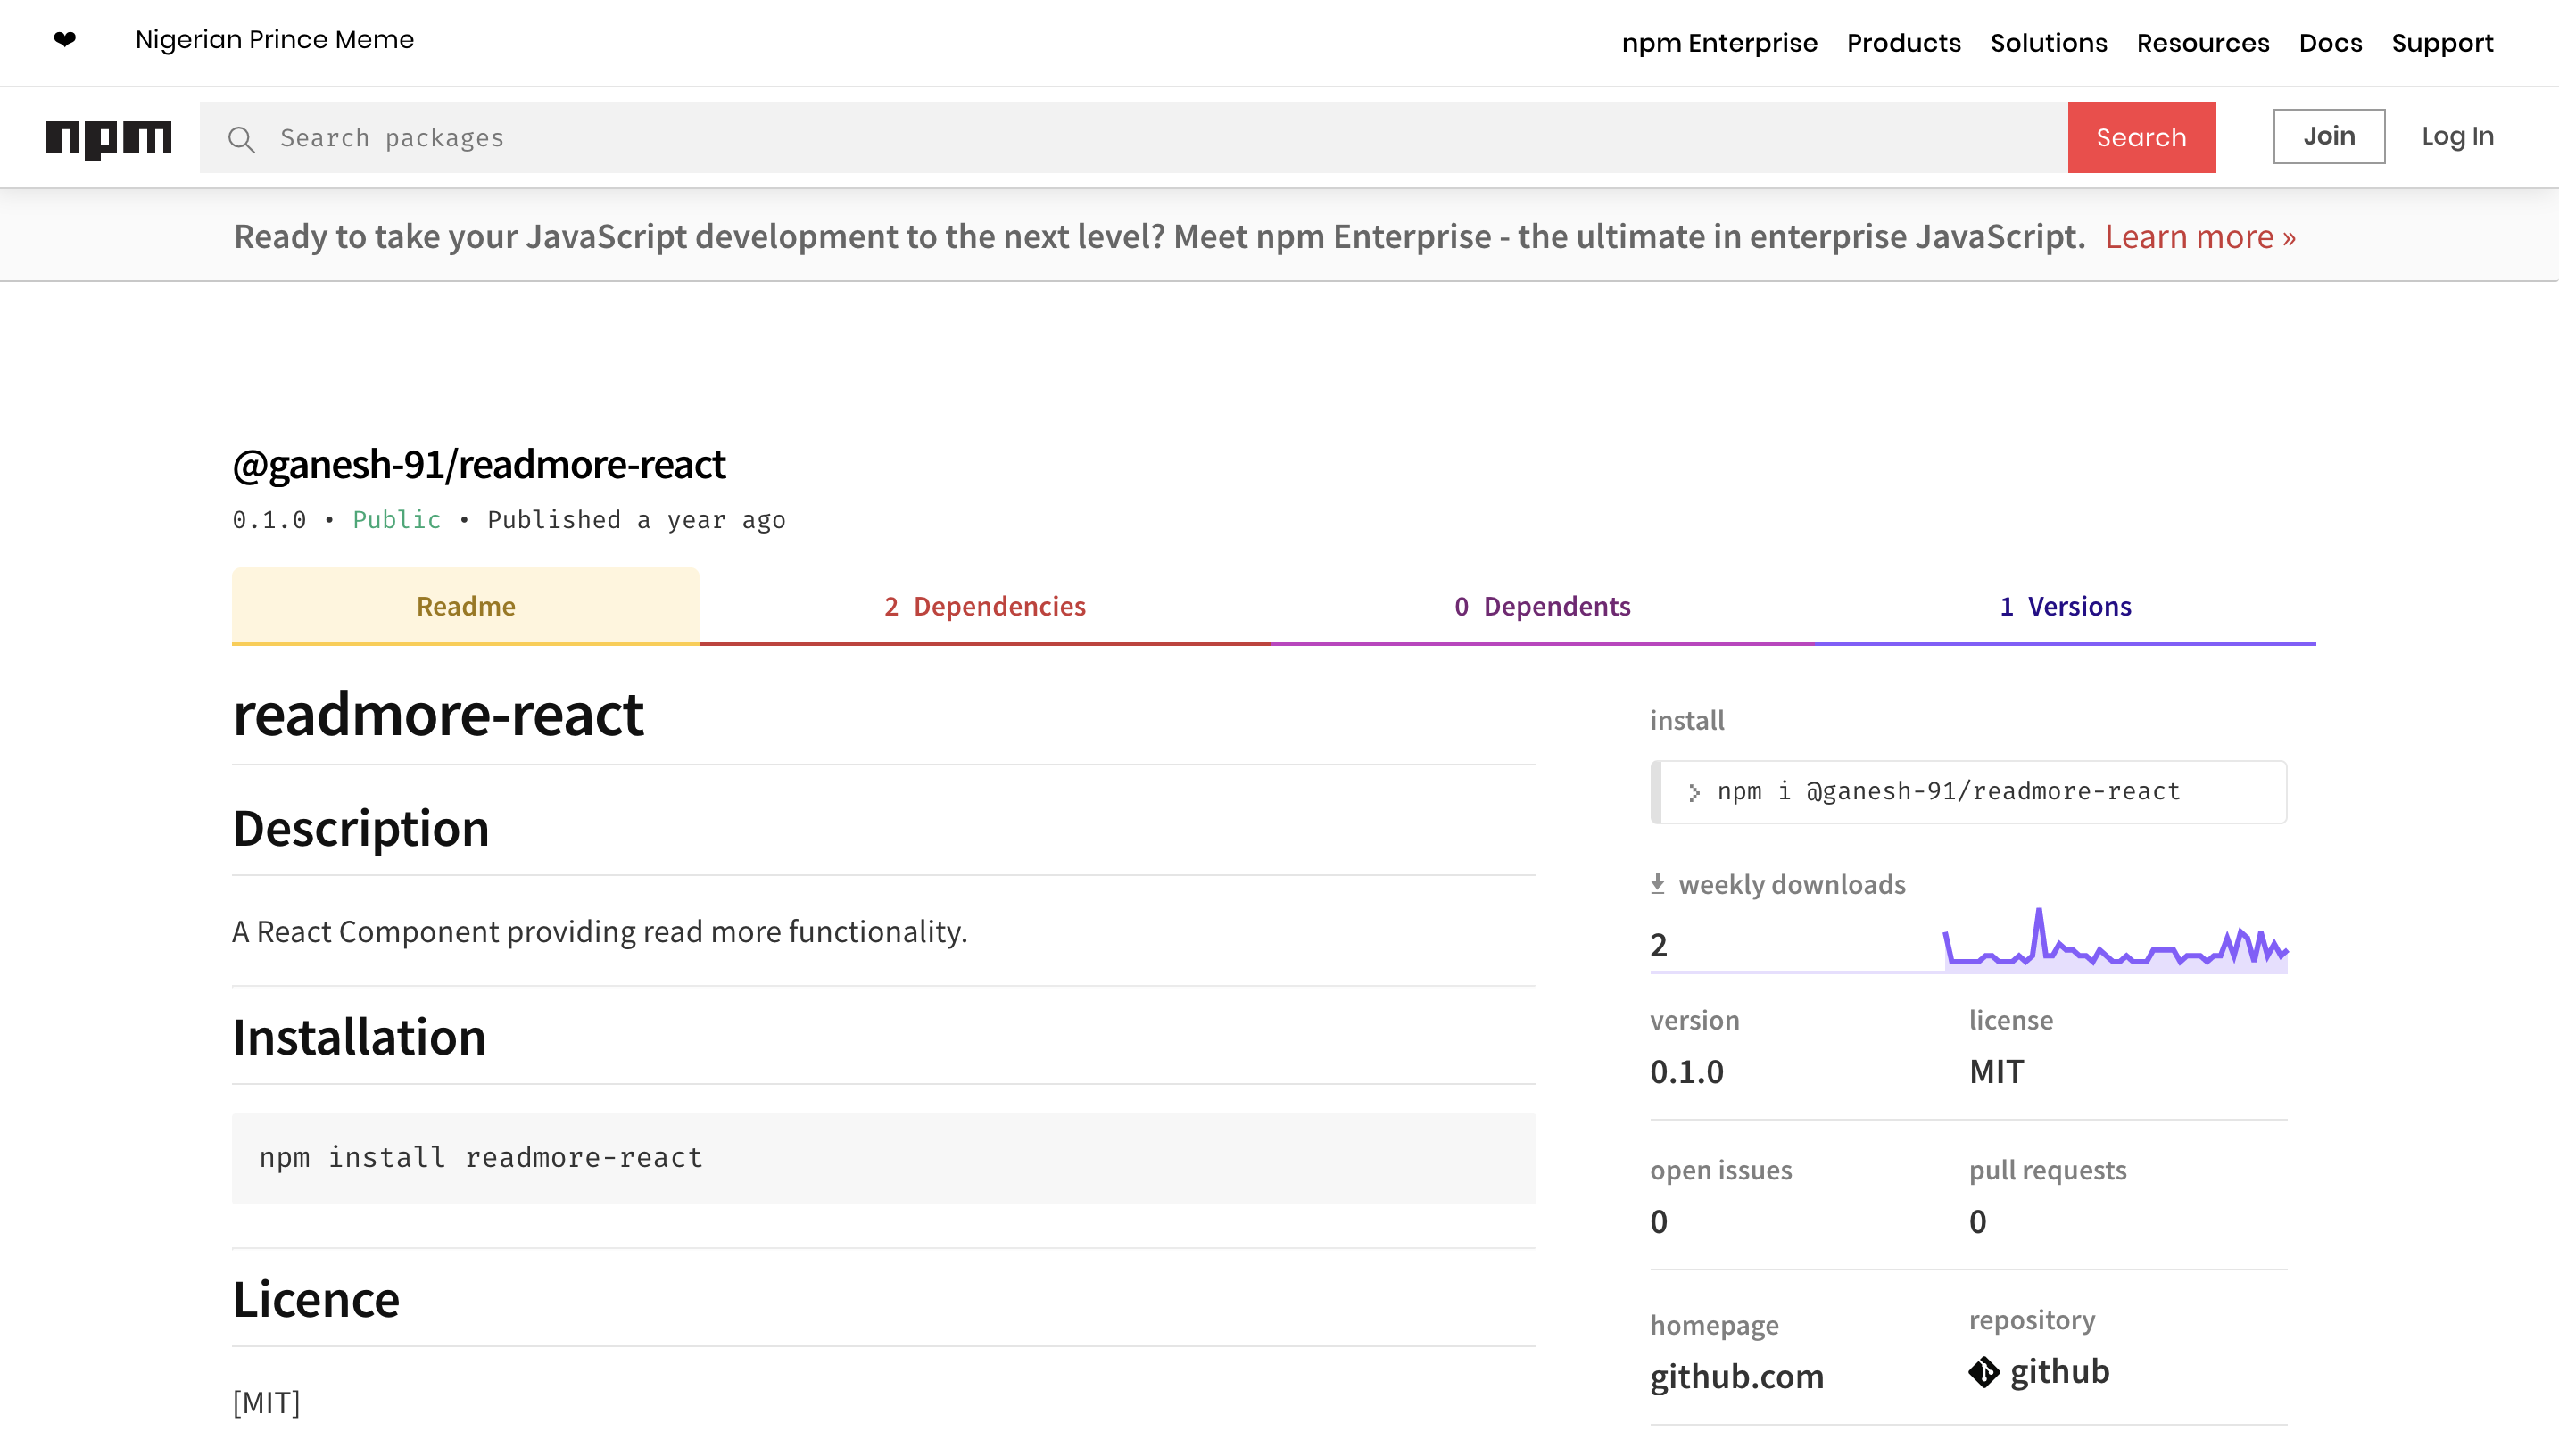 ❤ Nigerian Prince Meme
npm Enterprise Products Solutions Resources Docs Support
npm
Search packages
Search
Join
Log In
Ready to take your JavaScript development to the next level? Meet npm Enterprise - the ultimate in enterprise JavaScript. Learn more »
@ganesh-91/readmore-react
0.1.0 • Public • Published a year ago
Readme
2 Dependencies
0 Dependents
1 Versions
readmore-react
Description
A React Component providing read more functionality.
Installation
npm install readmore-react
Licence
[MIT]
install
npm i @ganesh-91/readmore-react
weekly downloads
2
version
0.1.0
license
MIT
open issues
0
pull requests
0
homepage
github.com
repository
github